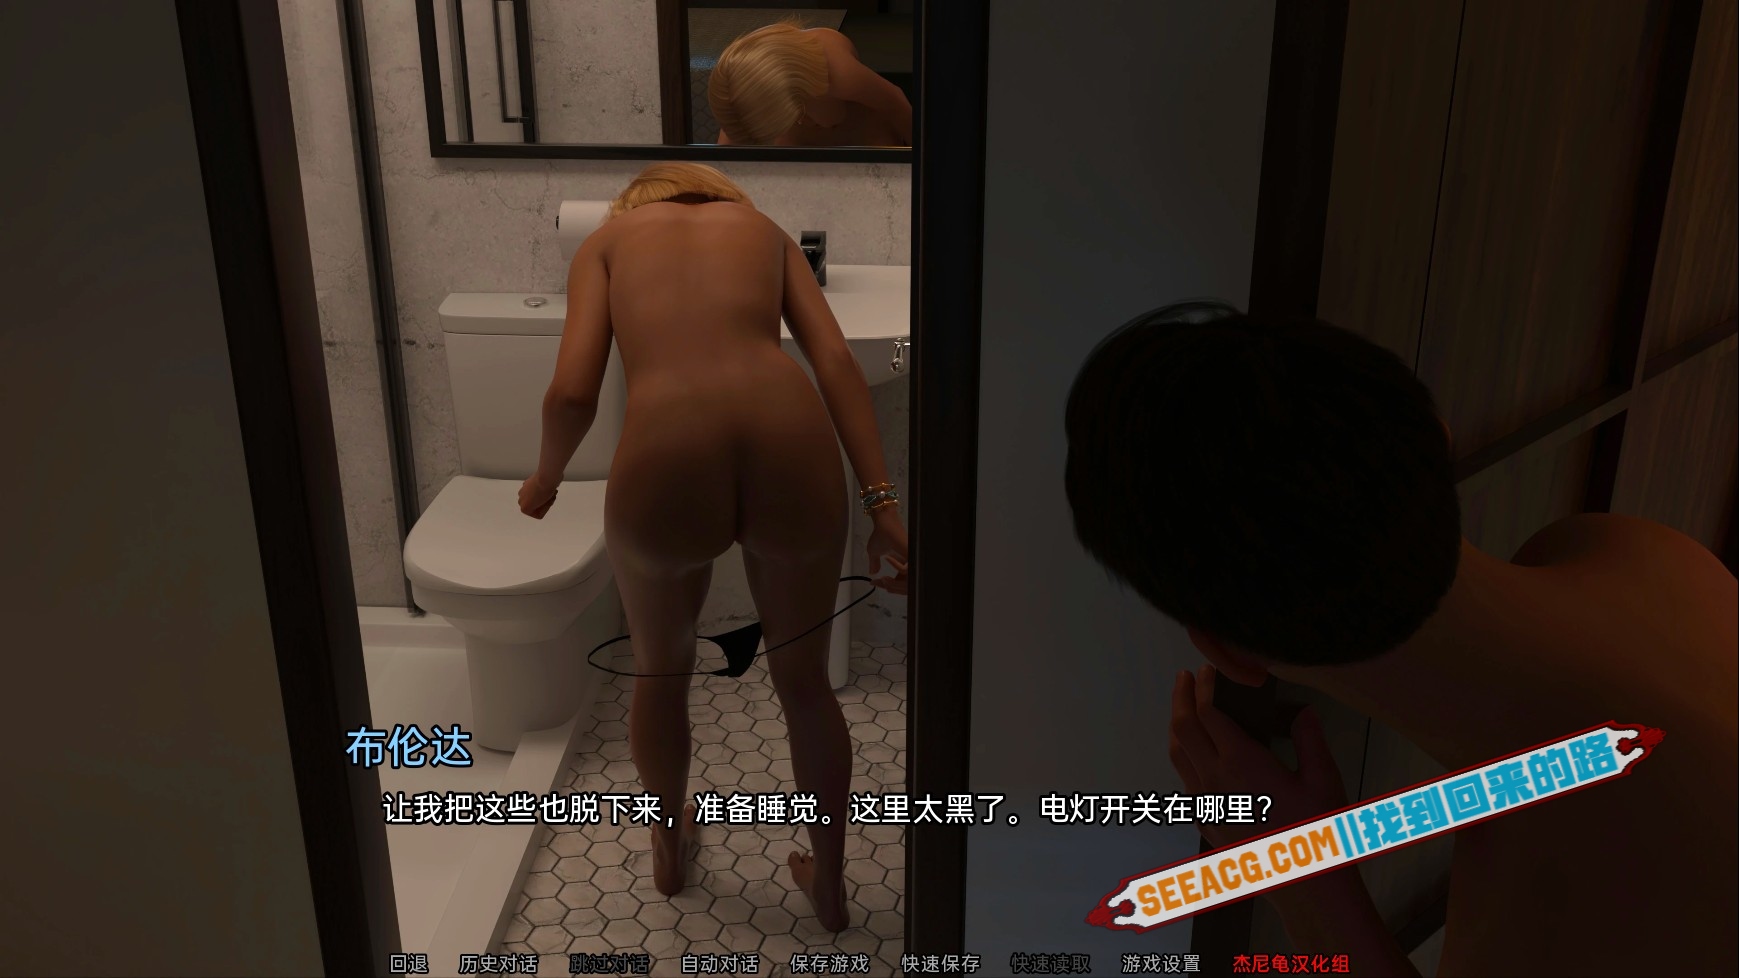 布伦达
让我把这些也脱下来，准备睡觉。这里太黑了。电灯开关在哪里？
SEEACG.COM||找到回来的路
回退 历史对话 跳过对话 自动对话 保存游戏 快速保存 快速读取 游戏设置 杰尼龟汉化组